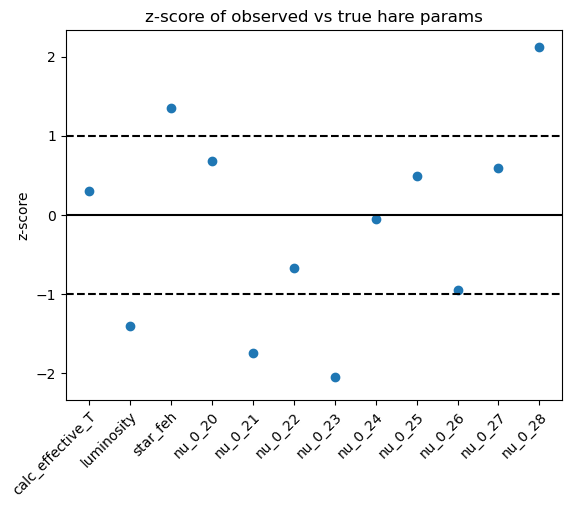 z-score of observed vs true hare params
2
1
0
−1
−2
z-score
calc_effective_T
luminosity
star_feh
nu_0_20
nu_0_21
nu_0_22
nu_0_23
nu_0_24
nu_0_25
nu_0_26
nu_0_27
nu_0_28